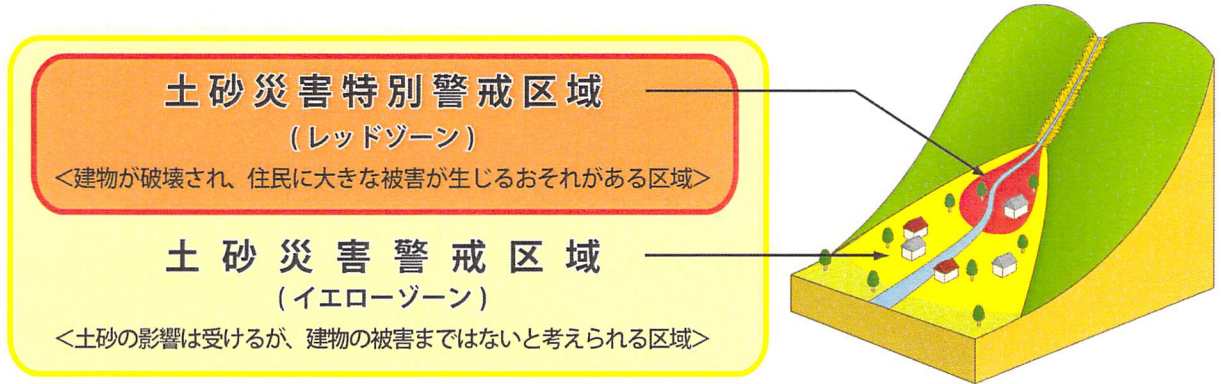 土砂災害特別警戒区域
(レッドゾーン)
<建物が破壊され、住民に大きな被害が生じるおそれがある区域>
土砂災害警戒区域
(イエローゾーン)
<土砂の影響は受けるが、建物の被害まではないと考えられる区域>